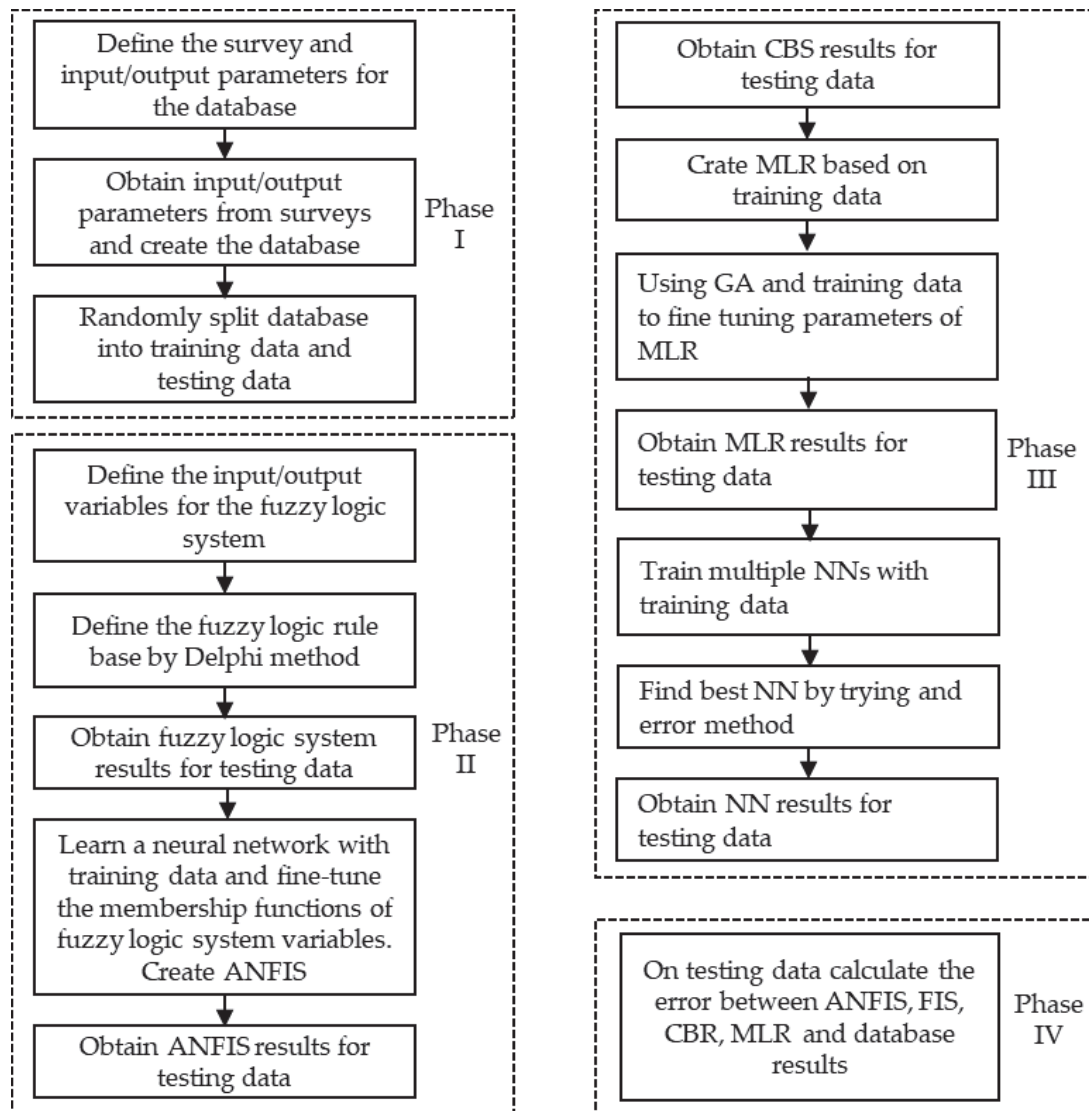 Define the survey and
input/output parameters for
the database
Obtain input/output
parameters from surveys
and create the database
Randomly split database
into training data and
testing data
Phase
I
Define the input/output
variables for the fuzzy logic
system
Define the fuzzy logic rule
base by Delphi method
Obtain fuzzy logic system
results for testing data
Learn a neural network with
training data and fine-tune
the membership functions of
fuzzy logic system variables.
Create ANFIS
Obtain ANFIS results for
testing data
Phase
II
Obtain CBS results for
testing data
Crate MLR based on
training data
Using GA and training data
to fine tuning parameters of
MLR
Obtain MLR results for
testing data
Train multiple NNs with
training data
Find best NN by trying and
error method
Obtain NN results for
testing data
Phase
III
On testing data calculate the
error between ANFIS, FIS,
CBR, MLR and database
results
Phase
IV